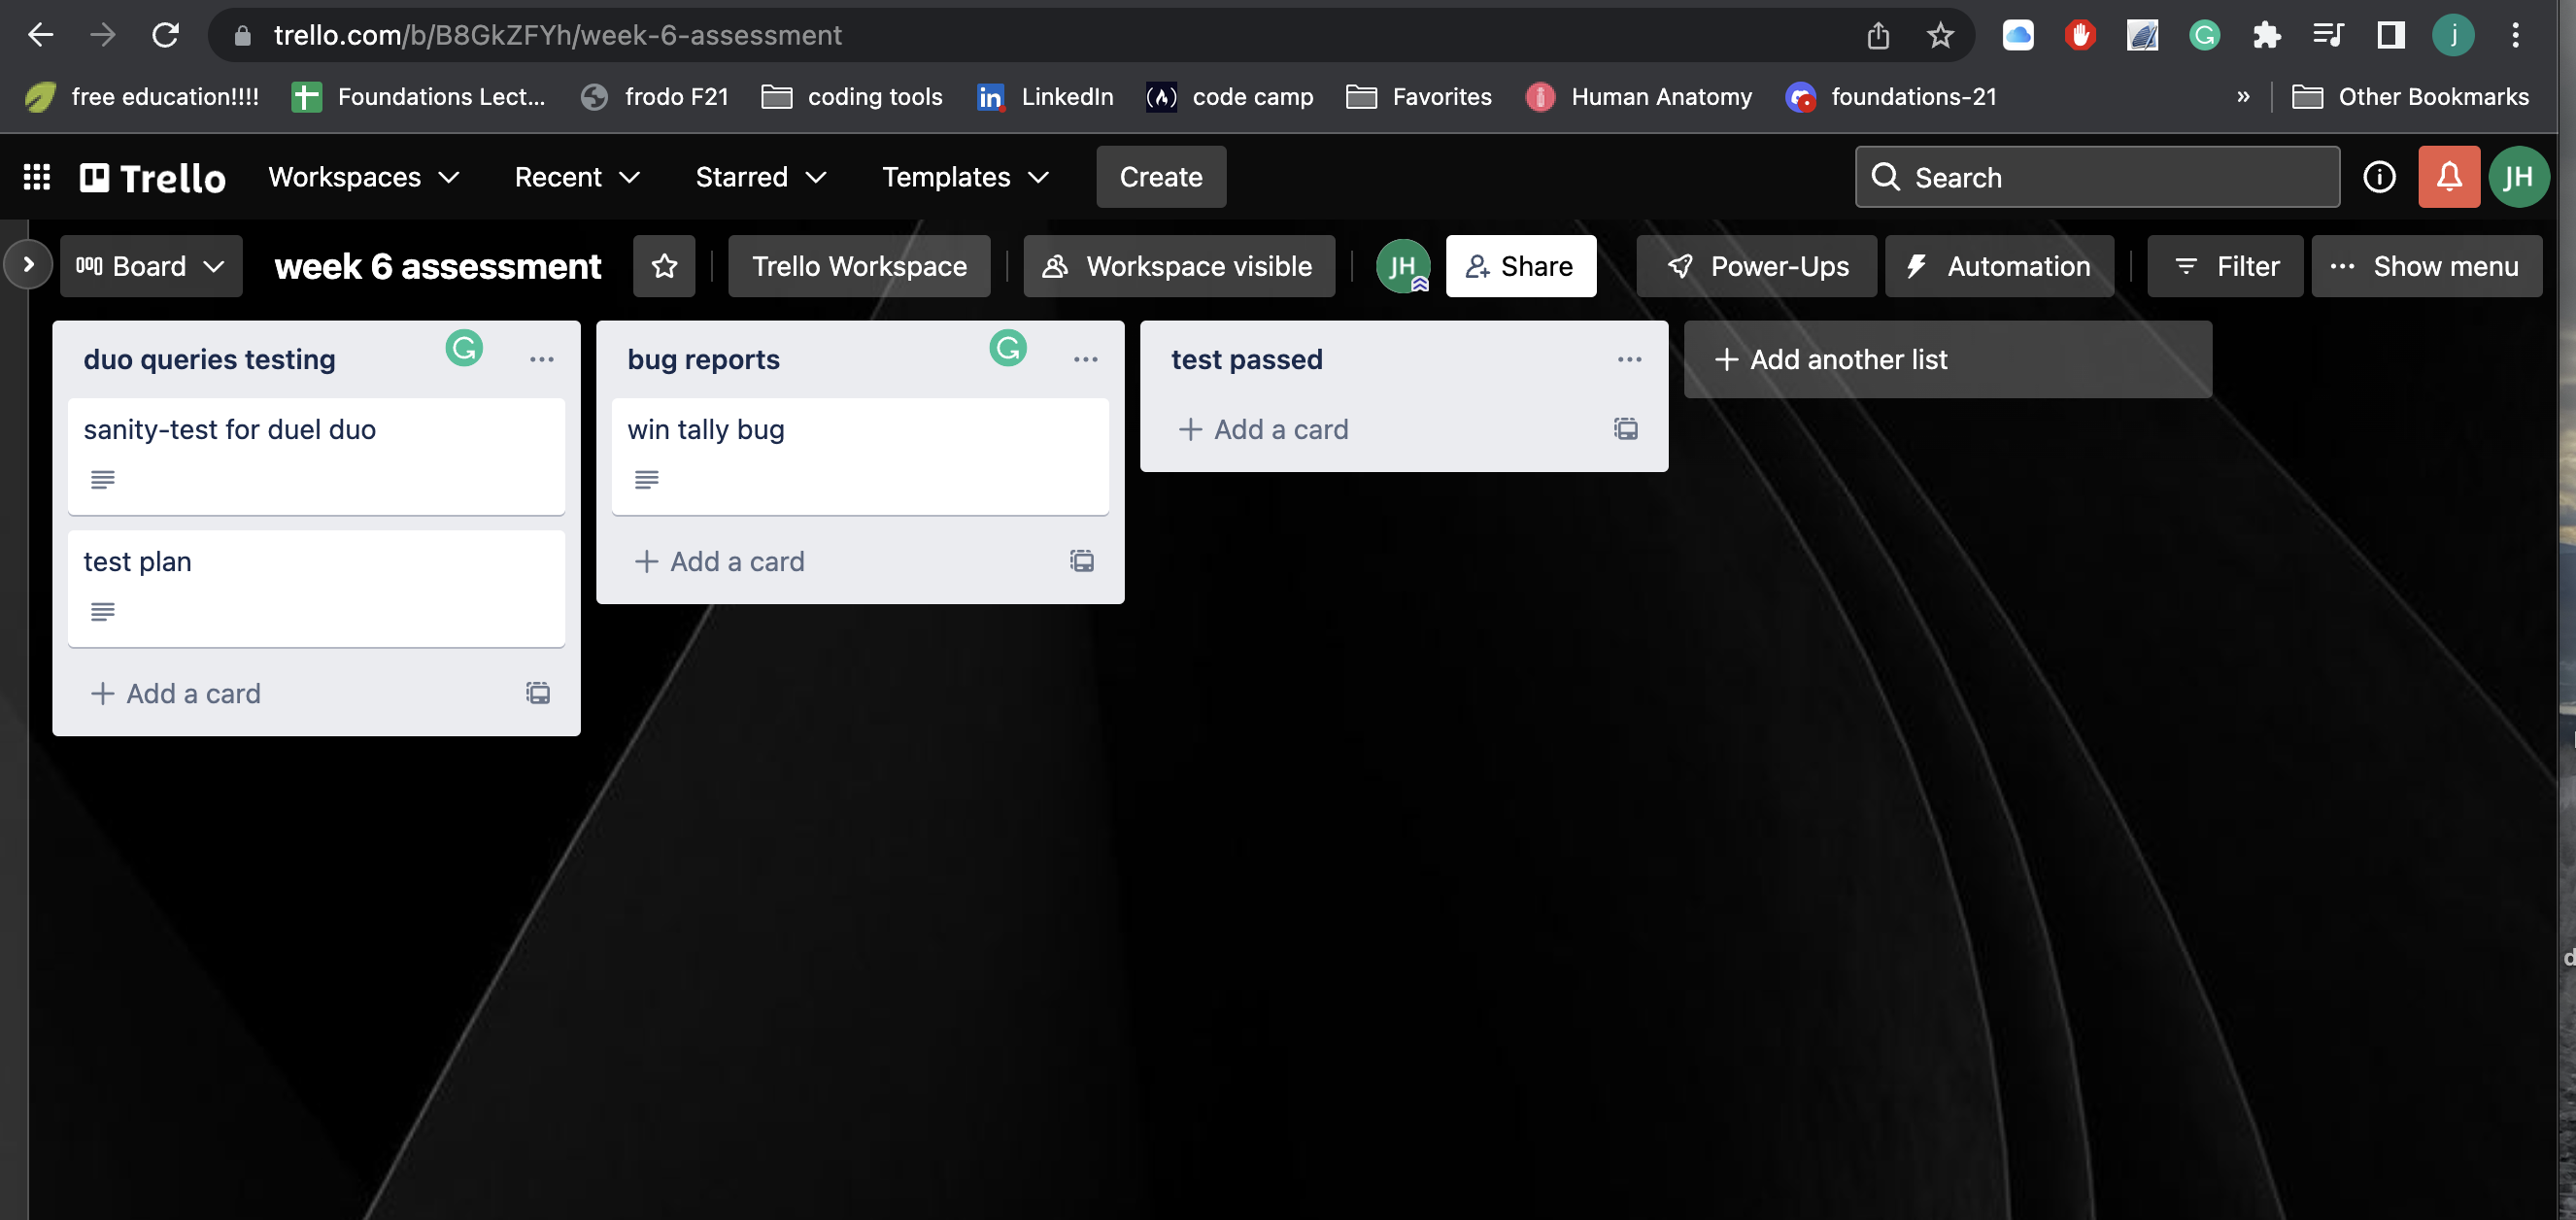 trello.com/b/B8GkZFYh/week-6-assessment
j
free education!!!! Foundations Lect... frodo F21 coding tools LinkedIn code camp Favorites Human Anatomy foundations-21 » Other Bookmarks
Trello Workspaces Recent Starred Templates Create Search JH
Board week 6 assessment Trello Workspace Workspace visible JH Share Power-Ups Automation Filter Show menu
duo queries testing
sanity-test for duel duo
test plan
+ Add a card
bug reports
win tally bug
+ Add a card
test passed
+ Add a card
+ Add another list
d